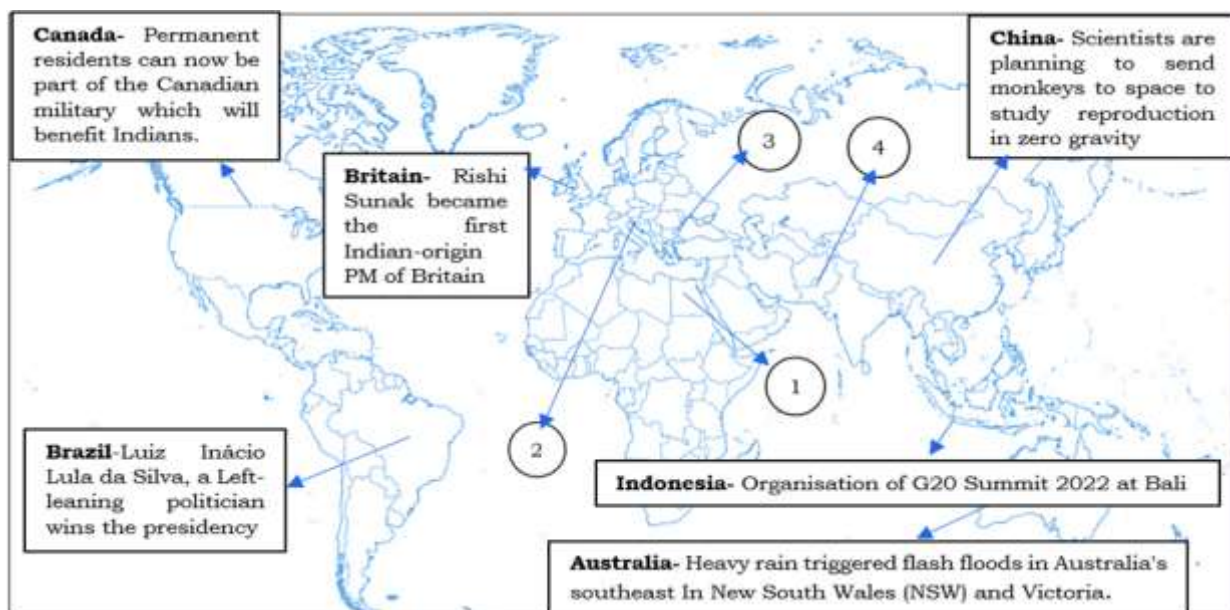 Canada- Permanent
residents can now be
part of the Canadian
military which will
benefit Indians.
China- Scientists are
planning to send
monkeys to space to
study reproduction
in zero gravity
3
4
Britain- Rishi
Sunak became
the first
Indian-origin
PM of Britain
1
2
Brazil-Luiz Inácio
Lula da Silva, a Left-
leaning politician
wins the presidency
Indonesia- Organisation of G20 Summit 2022 at Bali
Australia- Heavy rain triggered flash floods in Australia's
southeast In New South Wales (NSW) and Victoria.